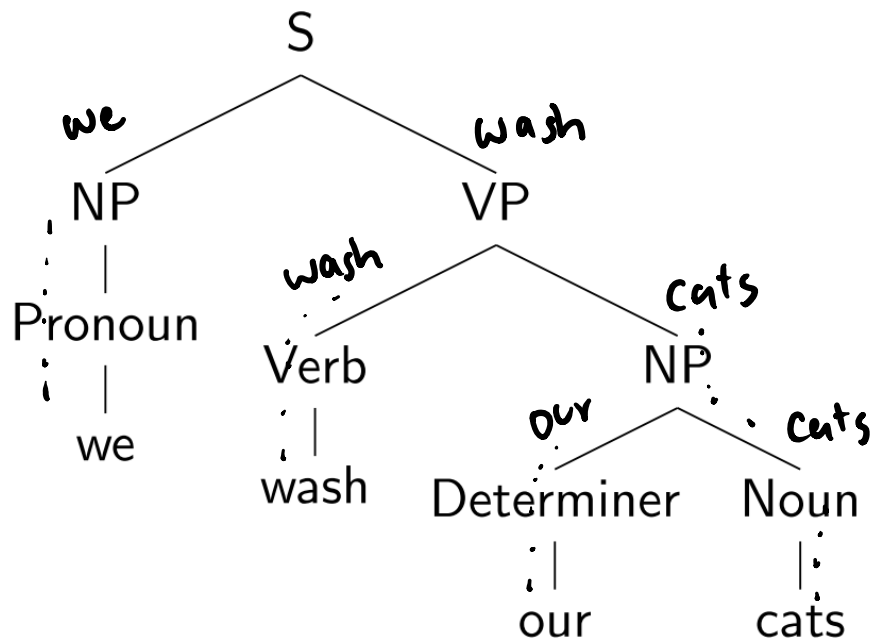 S
we wash
NP VP
wash cats
Pronoun Verb NP
our cats
we wash Determiner Noun
our cats